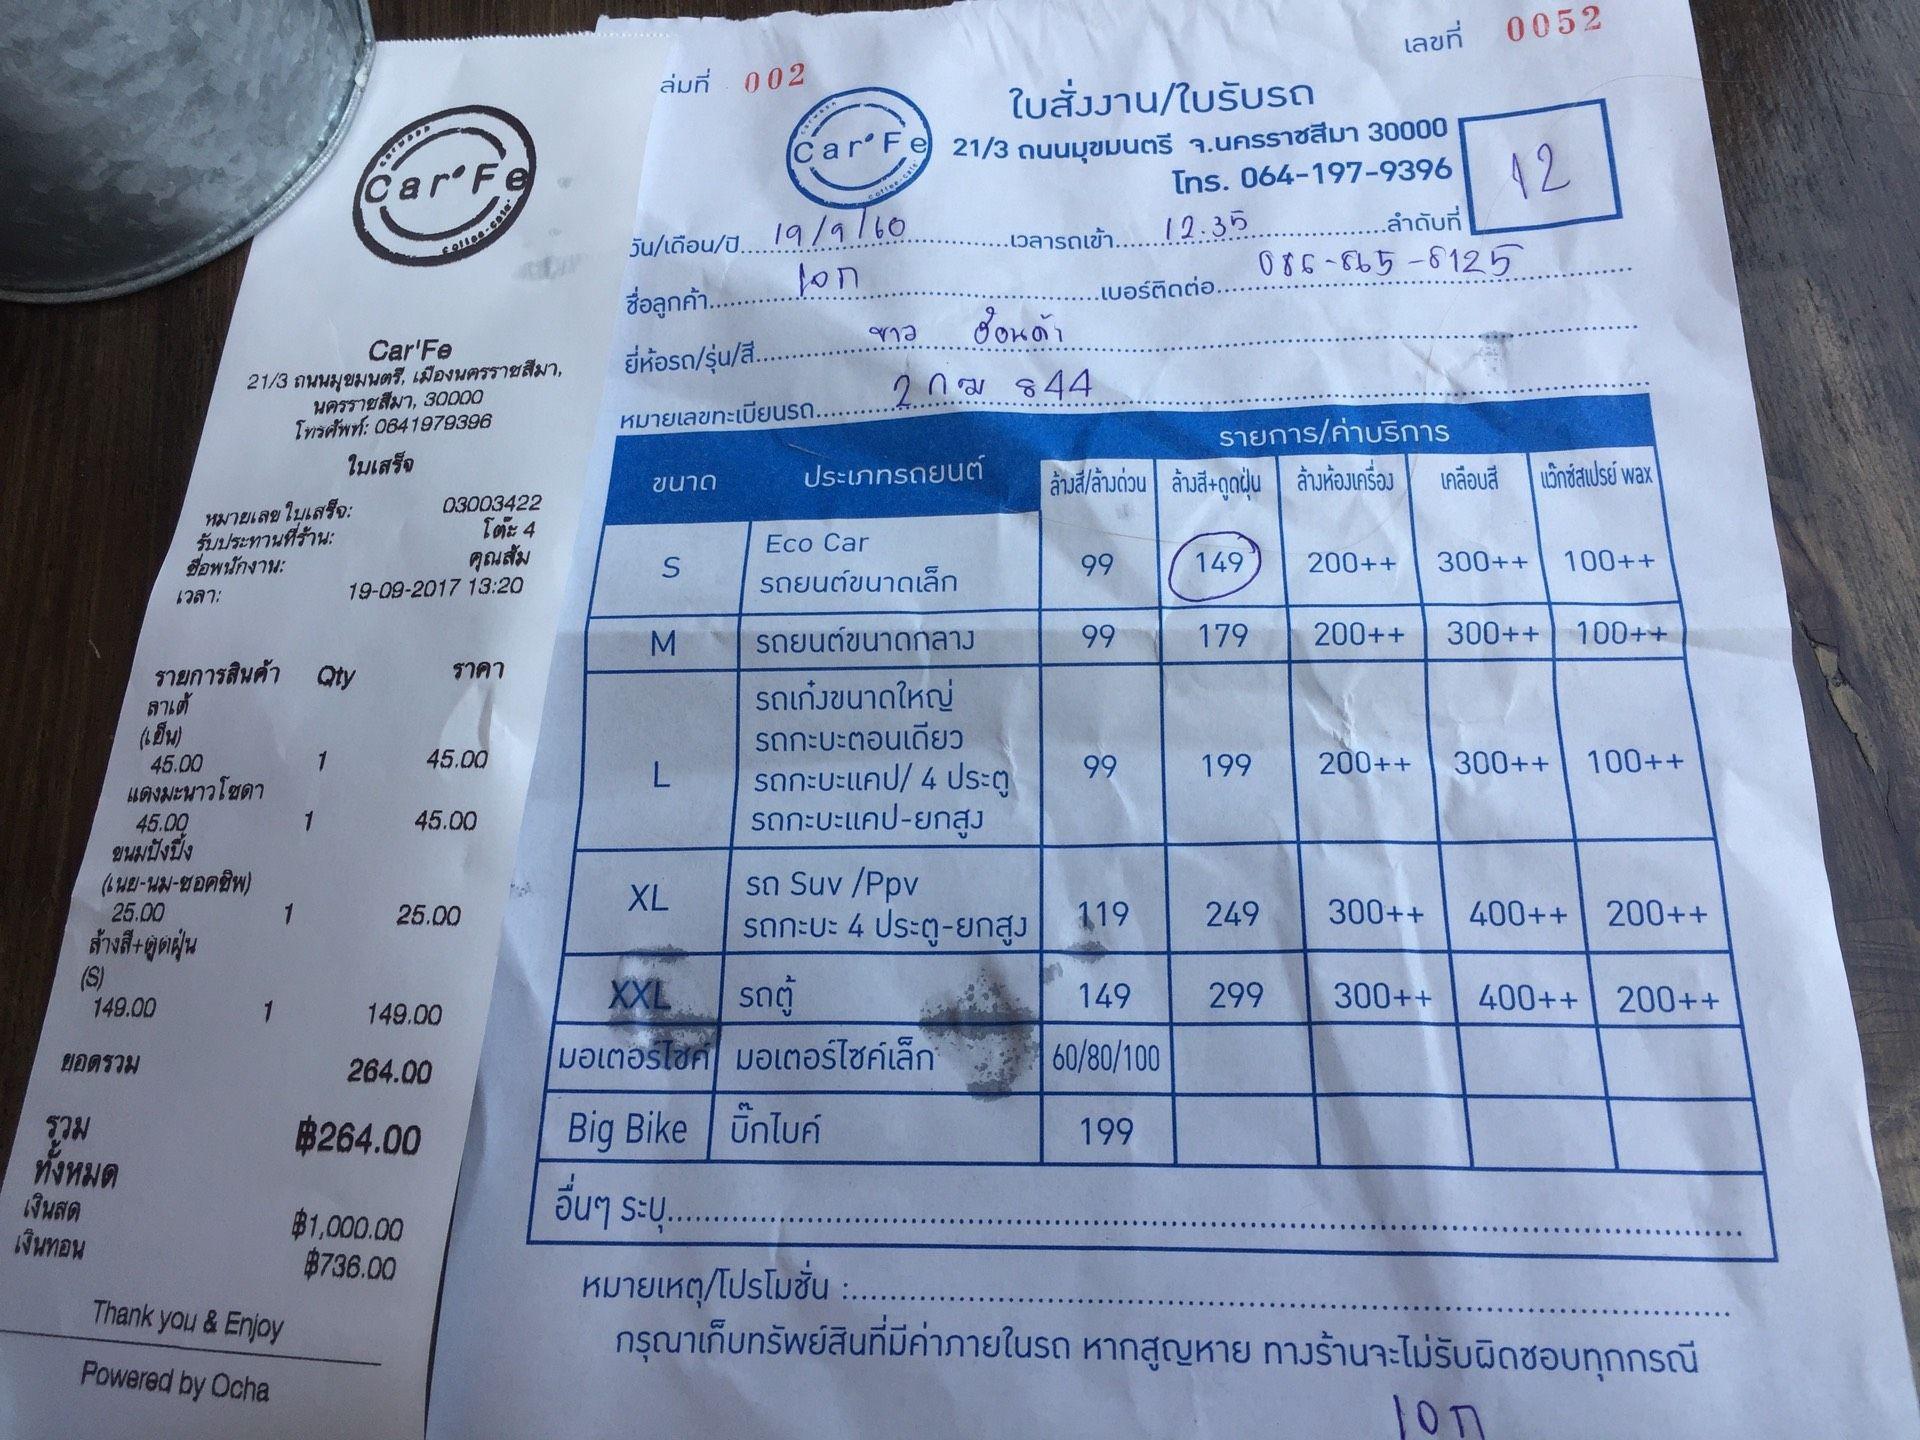 carwash
Car'Fe
coffee-cafe
Car'Fe
21/3 ถนนมุขมนตรี, เมืองนครราชสีมา,
นครราชสีมา, 30000
โทรศัพท์: 0641979396
ใบเสร็จ
หมายเลขใบเสร็จ: 03003422
รับประทานที่ร้าน: โต๊ะ 4
ชื่อพนักงาน: คุณส้ม
เวลา: 19-09-2017 13:20
รายการสินค้า Qty ราคา
ลาเต้
(เย็น)
45.00 1 45.00
แดงมะนาวโซดา
45.00 1 45.00
ขนมปังปิ้ง
(เนย-นม-ชอคชิพ)
25.00 1 25.00
ล้างสี+ดูดฝุ่น
(S)
149.00 1 149.00
ยอดรวม 264.00
รวม ฿264.00
ทั้งหมด
เงินสด ฿1,000.00
เงินทอน ฿736.00
Thank you & Enjoy
Powered by Ocha
ล่มที่ 002 เลขที่ 0052
carwash
Car'Fe
coffee-cafe
ใบสั่งงาน/ใบรับรถ
21/3 ถนนมุขมนตรี จ.นครราชสีมา 30000
โทร. 064-197-9396
วัน/เดือน/ปี 19/9/60 เวลารถเข้า 12.35 ลำดับที่ 12
ชื่อลูกค้า เอก เบอร์ติดต่อ 086-865-8125
ยี่ห้อรถ/รุ่น/สี ขาว ฮอนด้า
หมายเลขทะเบียนรถ 2 กฒ 844
รายการ/ค่าบริการ
ขนาด ประเภทรถยนต์ ล้างสี/ล้างด่วน ล้างสี+ดูดฝุ่น ล้างห้องเครื่อง เคลือบสี แว๊กซ์สเปรย์ wax
S Eco Car
รถยนต์ขนาดเล็ก 99 149 200++ 300++ 100++
M รถยนต์ขนาดกลาง 99 179 200++ 300++ 100++
รถเก๋งขนาดใหญ่
รถกะบะตอนเดียว
L รถกะบะแคป/ 4 ประตู 99 199 200++ 300++ 100++
รถกะบะแคป-ยกสูง
XL รถ Suv /Ppv
รถกะบะ 4 ประตู-ยกสูง 119 249 300++ 400++ 200++
XXL รถตู้ 149 299 300++ 400++ 200++
มอเตอร์ไซค์ มอเตอร์ไซค์เล็ก 60/80/100
Big Bike บิ๊กไบค์ 199
อื่นๆ ระบุ
หมายเหตุ/โปรโมชั่น :
กรุณาเก็บทรัพย์สินที่มีค่าภายในรถ หากสูญหาย ทางร้านจะไม่รับผิดชอบทุกกรณี
เอก